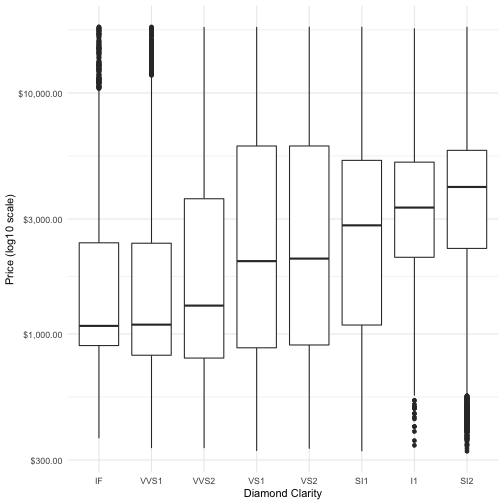 Price (log10 scale)
$10,000.00
$3,000.00
$1,000.00
$300.00
IF VVS1 VVS2 VS1 VS2 SI1 I1 SI2
Diamond Clarity